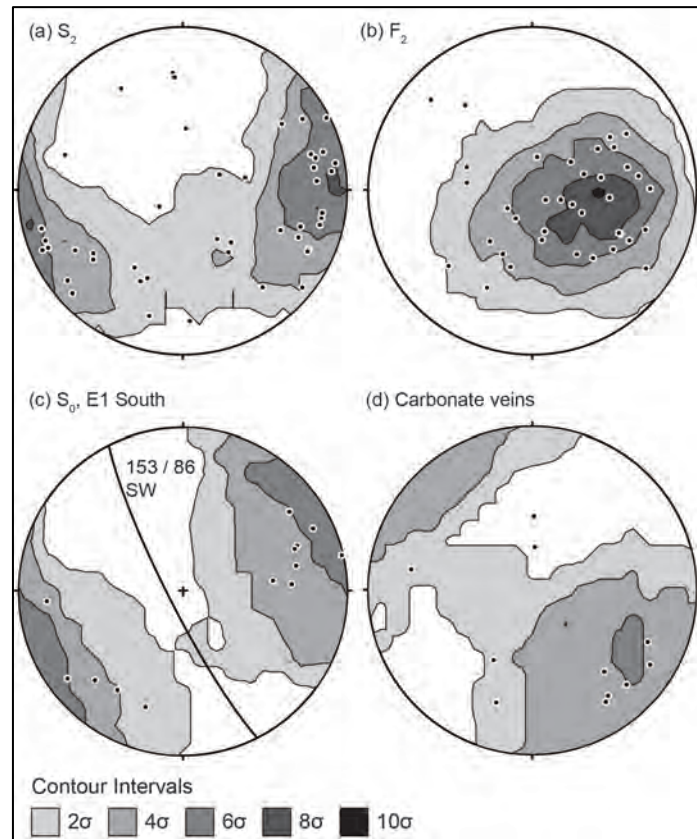 (a) S₂
(b) F₂
(c) S₀, E1 South
(d) Carbonate veins
153 / 86
SW
Contour Intervals
2σ 4σ 6σ 8σ 10σ